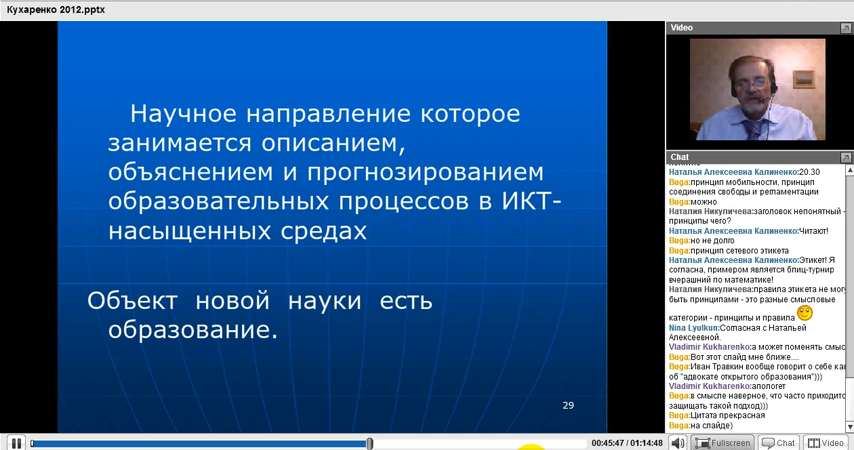 Кухаренко 2012.pptx
Научное направление которое
занимается описанием,
объяснением и прогнозированием
образовательных процессов в ИКТ-
насыщенных средах
Объект новой науки есть
образование.
29
Video
Chat
Наталья Алексеевна Калиненко:20.30
Buga:принцип мобильности, принцип
соединения свободы и регламентации
Buga:можно
Наталия Никуличева:заголовок непонятный -
принципы чего?
Наталья Алексеевна Калиненко:Читают!
Buga:но не долго
Buga:принцип сетевого этикета
Наталья Алексеевна Калиненко:Этикет! Я
согласна, примером является блиц-турнир
вчерашний по математике!
Наталия Никуличева:правила этикета не могу
быть принципами - это разные смысловые
категории - принципы и правила
Nina Lyulkun:Согласная с Натальей
Алексеевной.
Vladimir Kukharenko:а может поменять смыс
Buga:Вот этот слайд мне ближе....
Buga:Иван Травкин вообще говорит о себе как
об "адвокате открытого образования")))
Vladimir Kukharenko:апологет
Buga:в смысле наверное, что часто приходитс
защищать такой подход)))
Buga:Цитата прекрасная
Buga:на слайде)
00:45:47 / 01:14:48
Fullscreen
Chat
Video